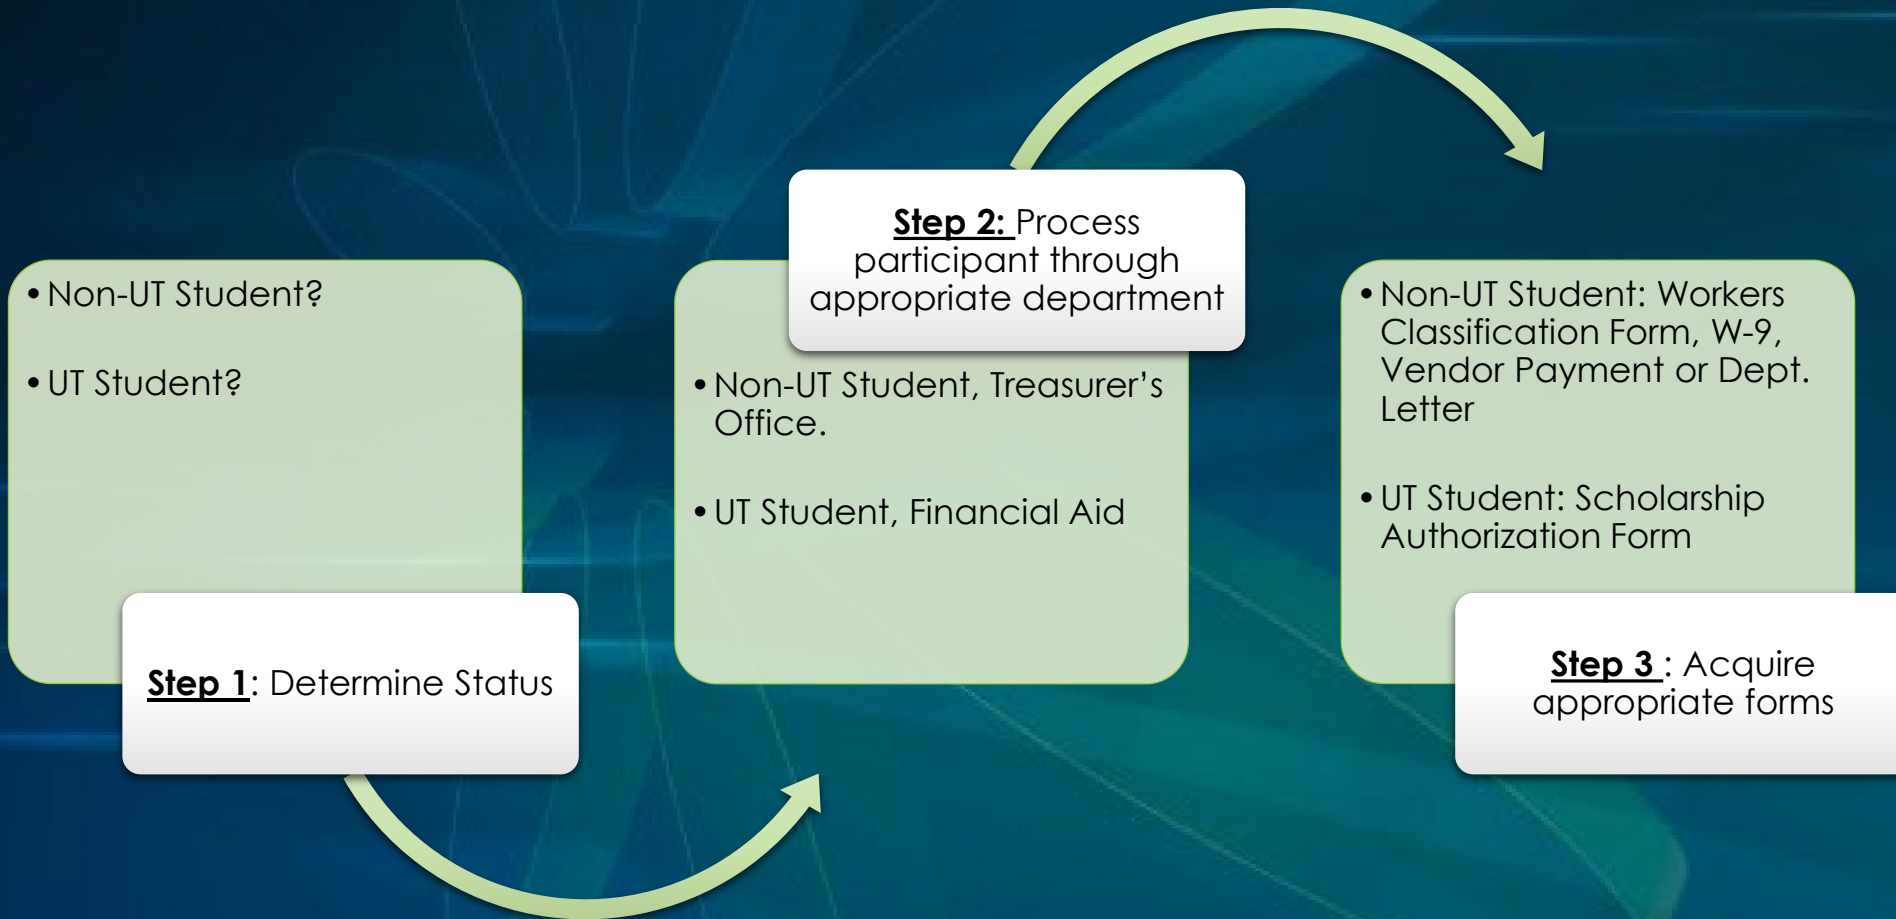 • Non-UT Student?
• UT Student?
Step 1: Determine Status
Step 2: Process
participant through
appropriate department
• Non-UT Student, Treasurer’s
Office.
• UT Student, Financial Aid
• Non-UT Student: Workers
Classification Form, W-9,
Vendor Payment or Dept.
Letter
• UT Student: Scholarship
Authorization Form
Step 3 : Acquire
appropriate forms